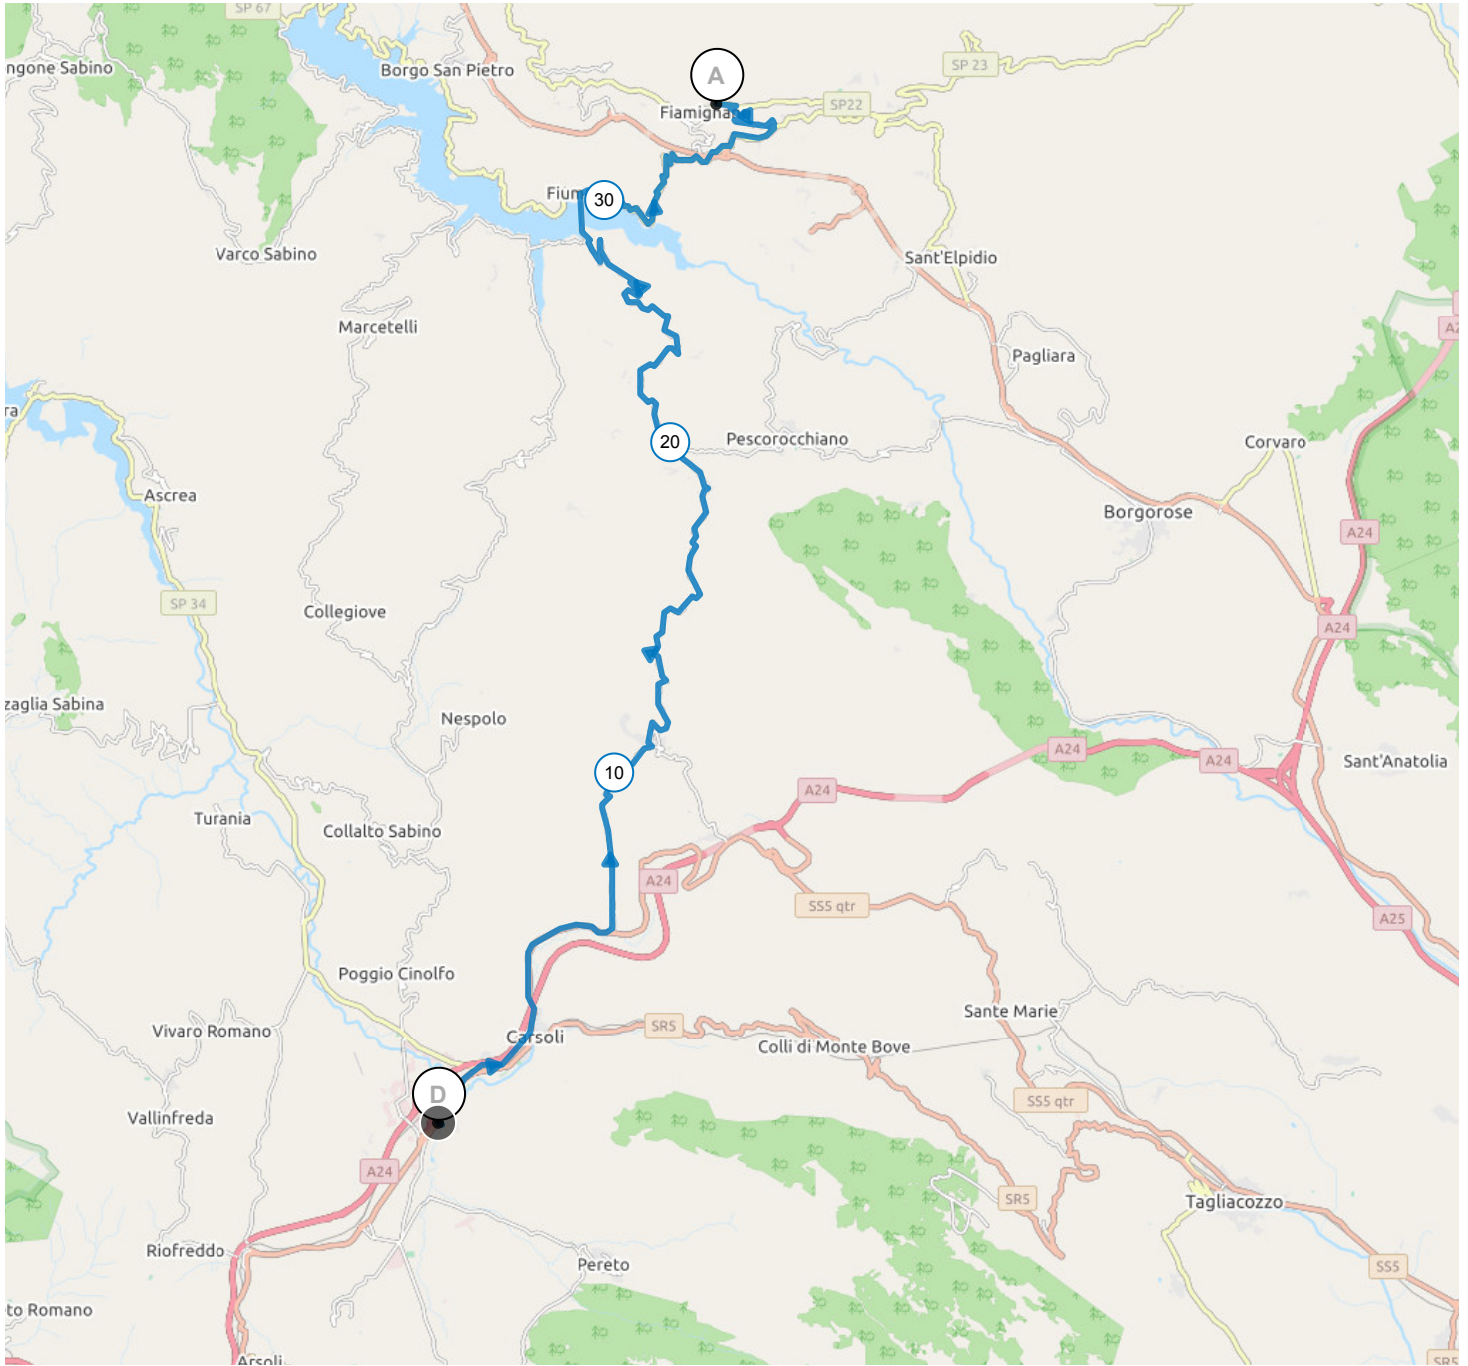 SP 67
ngone Sabino
Borgo San Pietro
A
SP 23
Fiamigna
SP22
Fium
30
Varco Sabino
Sant'Elpidio
Marcetelli
Pagliara
ra
20
Pescorocchiano
Corvaro
Ascrea
Borgorose
A24
SP 34
Collegiove
A24
zaglia Sabina
Nespolo
A24
A24
Sant'Anatolia
10
A24
Turania
Collalto Sabino
A24
SS5 qtr
A25
Poggio Cinolfo
Sante Marie
Vivaro Romano
Carsoli
SR5
Colli di Monte Bove
D
SS5 qtr
Vallinfreda
A24
SR5
Tagliacozzo
Riofreddo
Pereto
SS5
to Romano
Arsoli
SR5